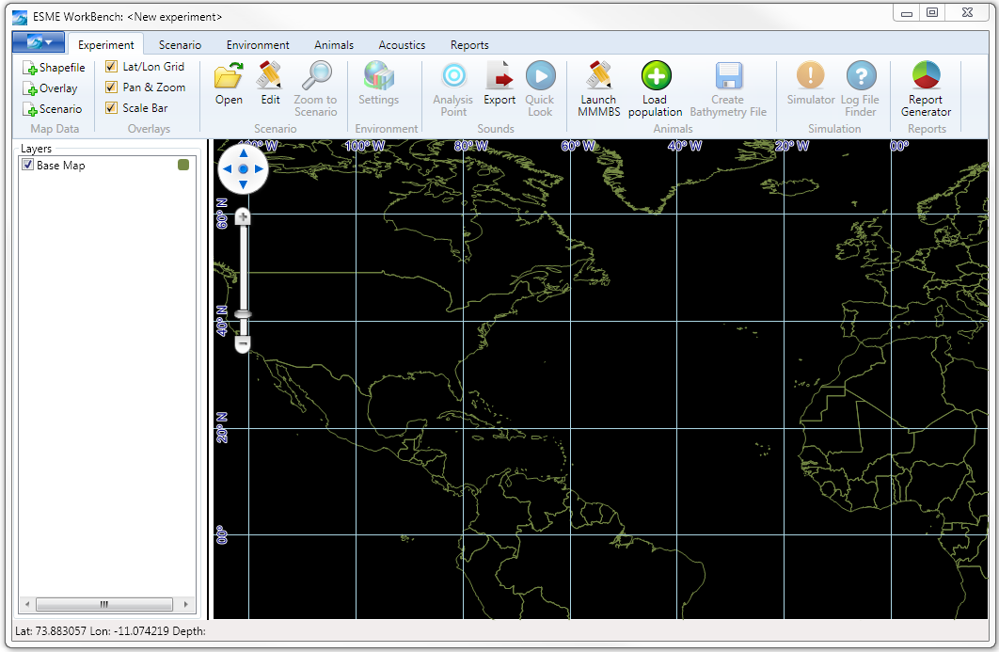 ESME WorkBench: <New experiment>
Experiment Scenario Environment Animals Acoustics Reports
Shapefile
Overlay
Scenario
Map Data
Lat/Lon Grid
Pan & Zoom
Scale Bar
Overlays
Open
Edit
Zoom to
Scenario
Scenario
Settings
Environment
Analysis
Point
Export
Quick
Look
Sounds
Launch
MMMBS
Load
population
Create
Bathymetry File
Animals
Simulator
Log File
Finder
Simulation
Report
Generator
Reports
Layers
Base Map
100° W 80° W 60° W 40° W 20° W 00°
60° N
40° N
20° N
00°
Lat: 73.883057 Lon: -11.074219 Depth: